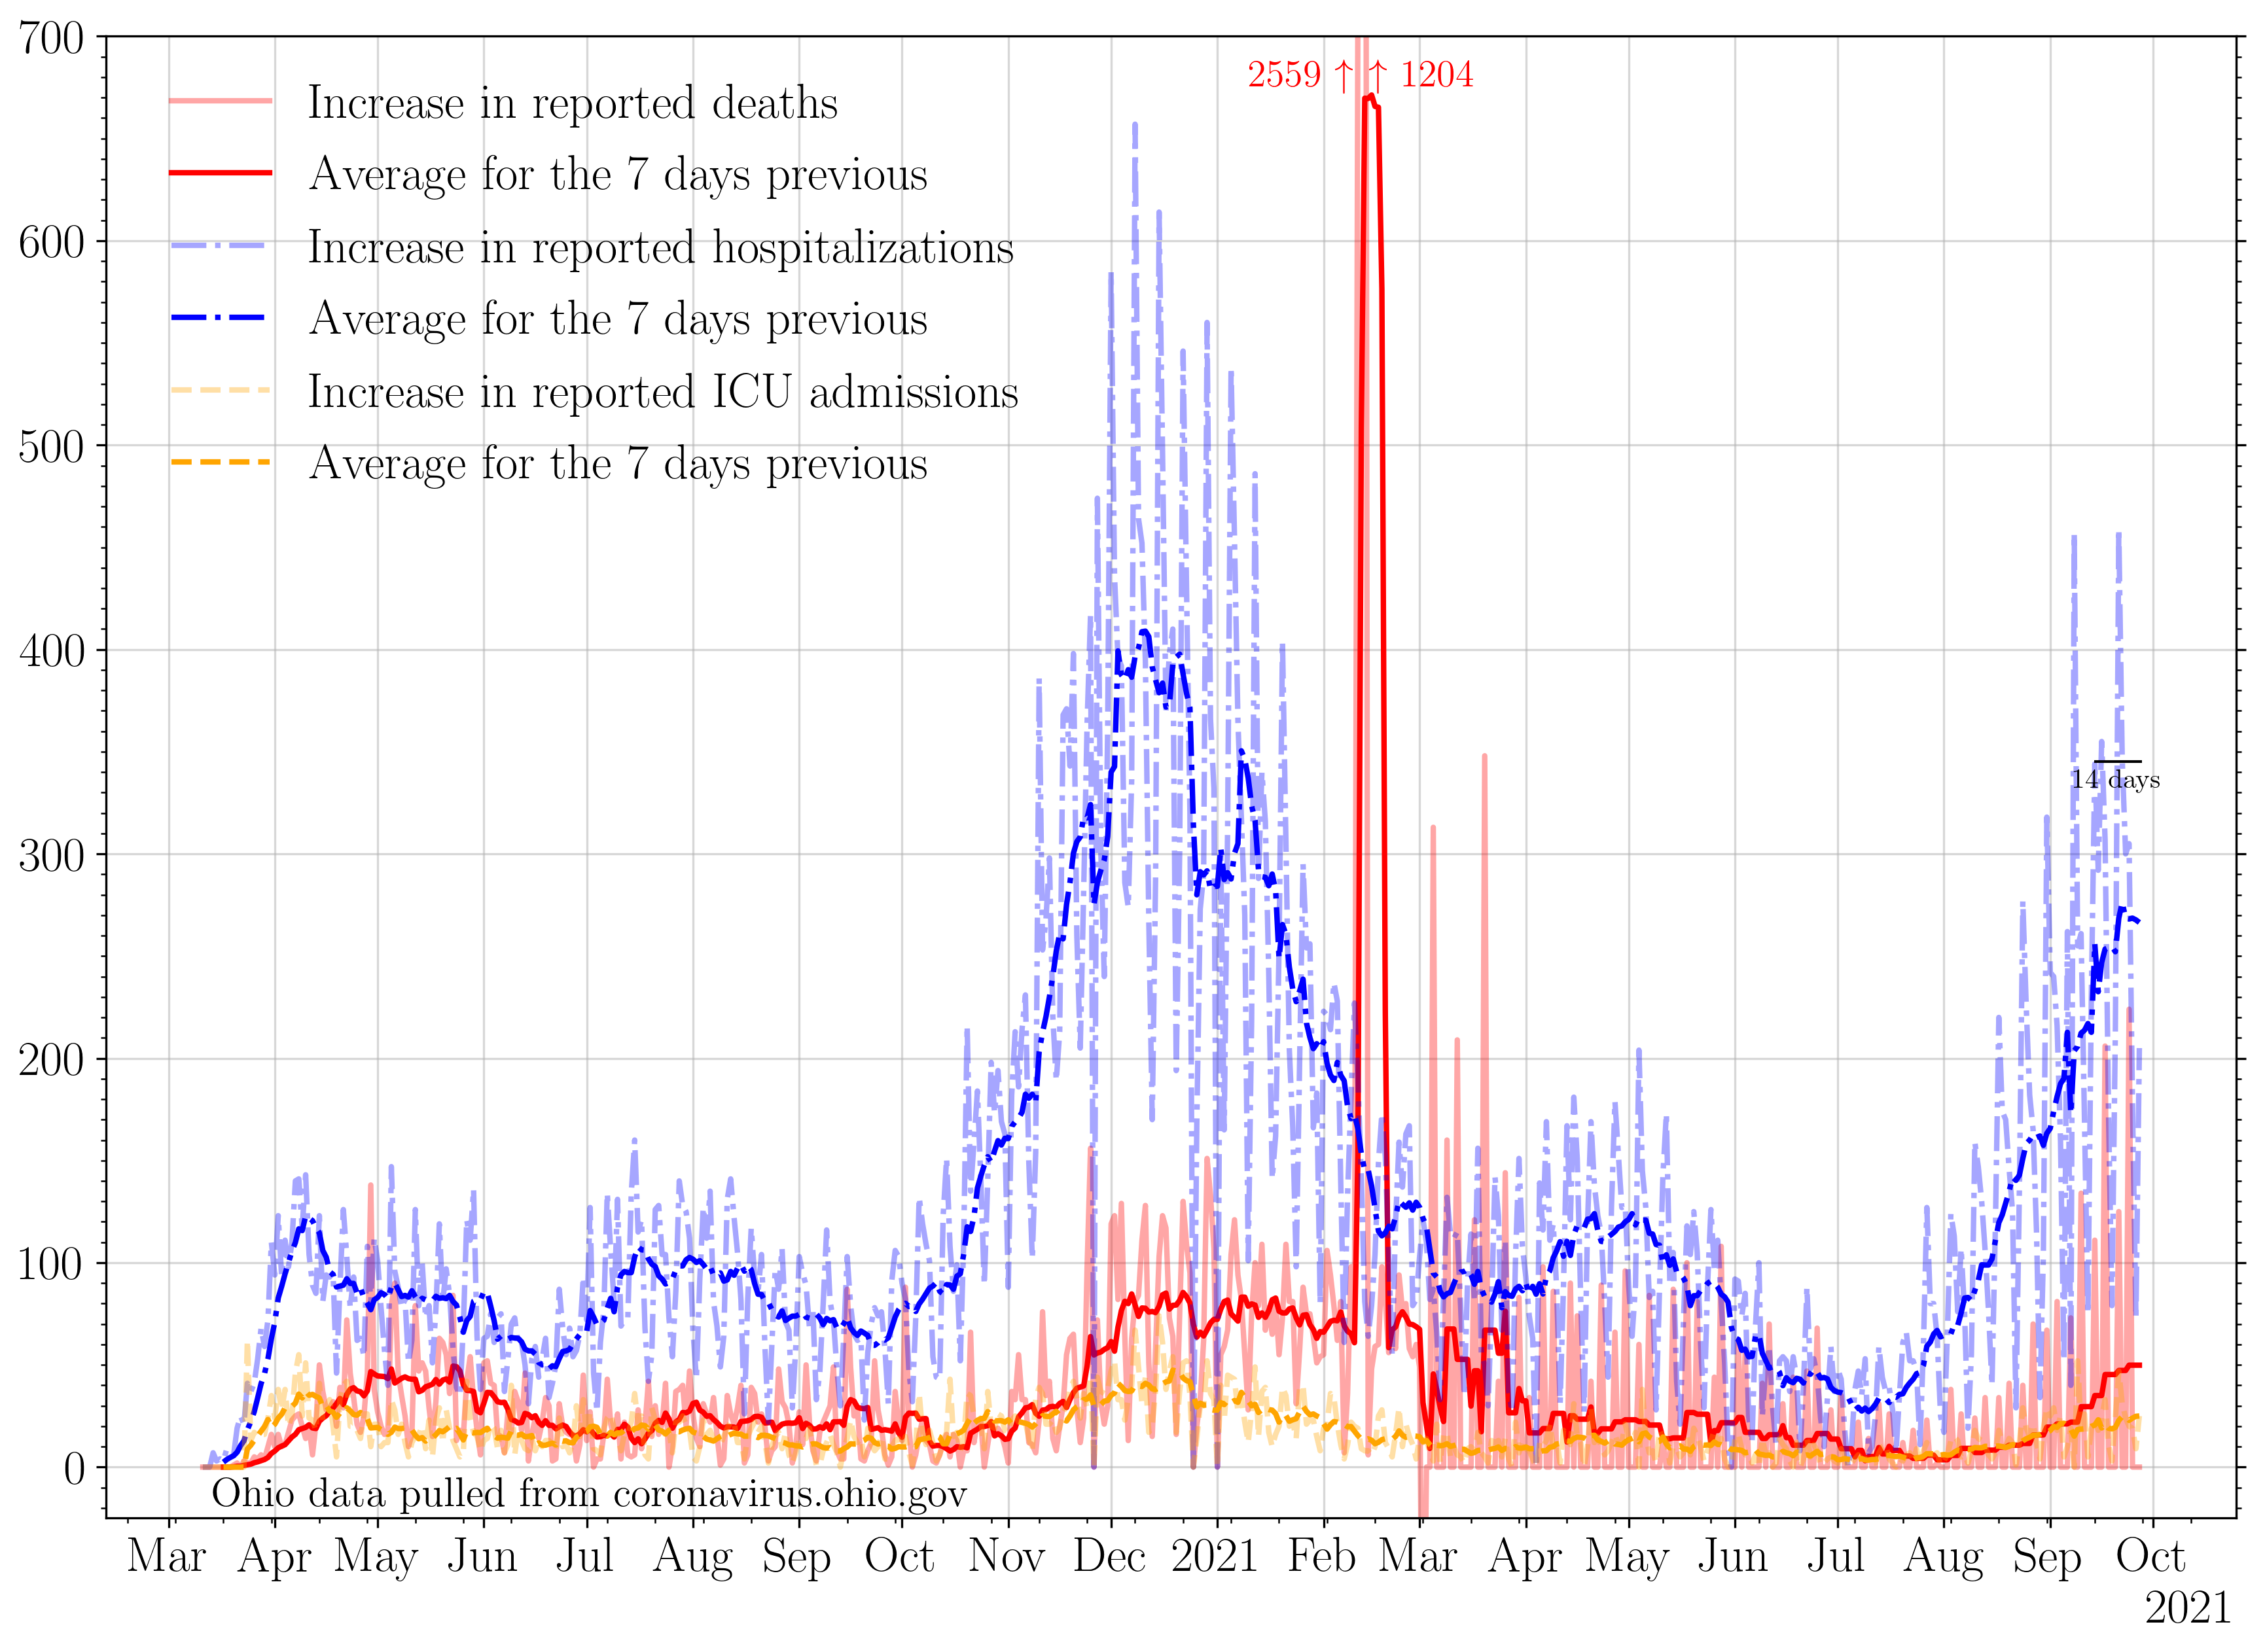 700
600
500
400
300
200
100
0
2559 ↑ ↑ 1204
Increase in reported deaths
Average for the 7 days previous
Increase in reported hospitalizations
Average for the 7 days previous
Increase in reported ICU admissions
Average for the 7 days previous
14 days
Ohio data pulled from coronavirus.ohio.gov
Mar Apr May Jun Jul Aug Sep Oct Nov Dec 2021 Feb Mar Apr May Jun Jul Aug Sep Oct
2021